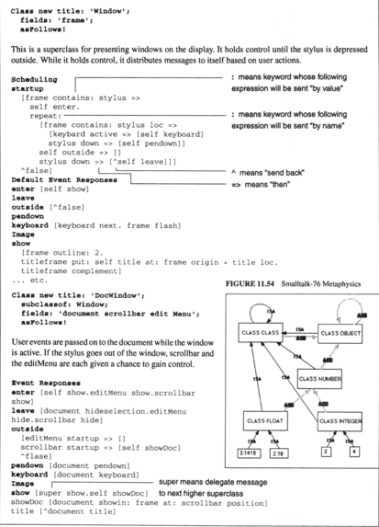 Class new title: 'Window';
fields: 'frame';
asFollows!
This is a superclass for presenting windows on the display. It holds control until the stylus is depressed
outside. While it holds control, it distributes messages to itself based on user actions.
Scheduling
startup
[frame contains: stylus =>
self enter.
repeat:
[frame contains: stylus loc =>
[keybard active => [self keyboard]
stylus down => [self pendown]]
self outside => []
stylus down => [^self leave]]]
^false]
Default Event Responses
enter [self show]
leave
outside [^false]
pendown
keyboard [keyboard next. frame flash]
Image
show
[frame outline: 2.
titleframe put: self title at: frame origin + title loc.
titleframe complement]
... etc.
: means keyword whose following
expression will be sent "by value"
: means keyword whose following
expression will be sent "by name"
^ means "send back"
=> means "then"
Class new title: 'DocWindow';
subclassof: Window;
fields: 'document scrollbar edit Menu';
asFollows!
User events are passed on to the document while the window
is active. If the stylus goes out of the window, scrollbar and
the editMenu are each given a chance to gain control.
Event Responses
enter [self show.editMenu show.scrollbar
show]
leave [document hideselection.editMenu
hide.scrollbar hide]
outside
[editMenu startup => []
scrollbar startup => [self showDoc]
^flase]
pendown [document pendown]
keyboard [document keyboard]
Image
show [super show.self showDoc]
showDoc [doucument showin: frame at: scrollbar position]
title [^document title]
super means delegate message
to next higher superclass
FIGURE 11.54 Smalltalk-76 Metaphysics
CLASS CLASS
CLASS OBJECT
CLASS NUMBER
CLASS FLOAT
CLASS INTEGER
3.1418
2.78
3
4
ISA
ISA
ISA
ISA
ISA
ISA
ISA